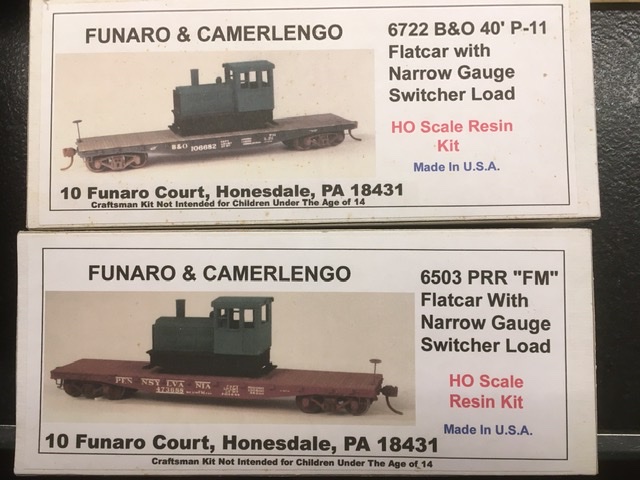 FUNARO & CAMERLENGO
6722 B&O 40' P-11
Flatcar with
Narrow Gauge
Switcher Load
HO Scale Resin
Kit
Made In U.S.A.
B&O 106682
10 Funaro Court, Honesdale, PA 18431
Craftsman Kit Not Intended for Children Under The Age of 14
FUNARO & CAMERLENGO
6503 PRR "FM"
Flatcar With
Narrow Gauge
Switcher Load
HO Scale
Resin Kit
Made In U.S.A.
PENNSYLVANIA
473698
10 Funaro Court, Honesdale, PA 18431
Craftsman Kit Not Intended for Children Under The Age of 14